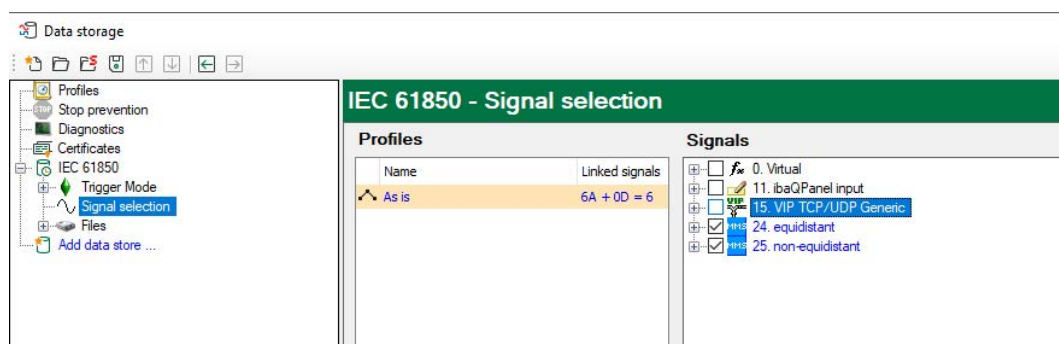 Data storage
Profiles
Stop prevention
Diagnostics
Certificates
IEC 61850
Trigger Mode
Signal selection
Files
Add data store ...
IEC 61850 - Signal selection
Profiles
Name Linked signals
As is 6A + 0D = 6
Signals
fx 0. Virtual
11. ibaQPanel input
VIP 15. VIP TCP/UDP Generic
MMS 24. equidistant
MMS 25. non-equidistant